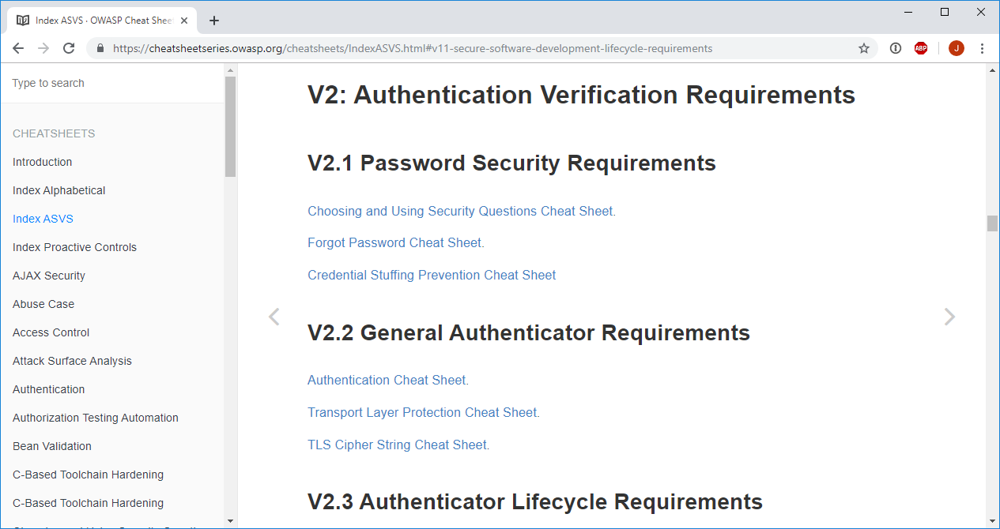 Index ASVS · OWASP Cheat Shee
https://cheatsheetseries.owasp.org/cheatsheets/IndexASVS.html#v11-secure-software-development-lifecycle-requirements
ABP
J
Type to search
CHEATSHEETS
Introduction
Index Alphabetical
Index ASVS
Index Proactive Controls
AJAX Security
Abuse Case
Access Control
Attack Surface Analysis
Authentication
Authorization Testing Automation
Bean Validation
C-Based Toolchain Hardening
C-Based Toolchain Hardening
V2: Authentication Verification Requirements
V2.1 Password Security Requirements
Choosing and Using Security Questions Cheat Sheet.
Forgot Password Cheat Sheet.
Credential Stuffing Prevention Cheat Sheet
V2.2 General Authenticator Requirements
Authentication Cheat Sheet.
Transport Layer Protection Cheat Sheet.
TLS Cipher String Cheat Sheet.
V2.3 Authenticator Lifecycle Requirements